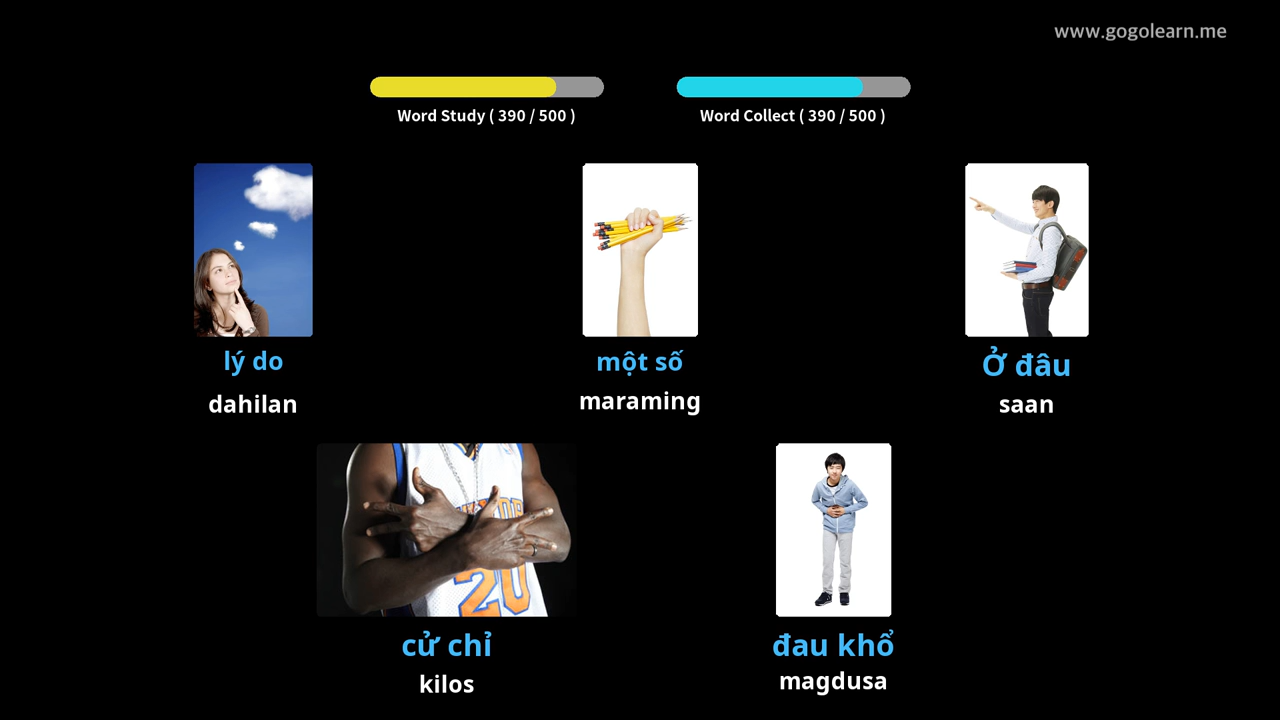 www.gogolearn.me
Word Study ( 390 / 500 )
Word Collect ( 390 / 500 )
lý do
dahilan
một số
maraming
Ở đâu
saan
20
cử chỉ
kilos
đau khổ
magdusa